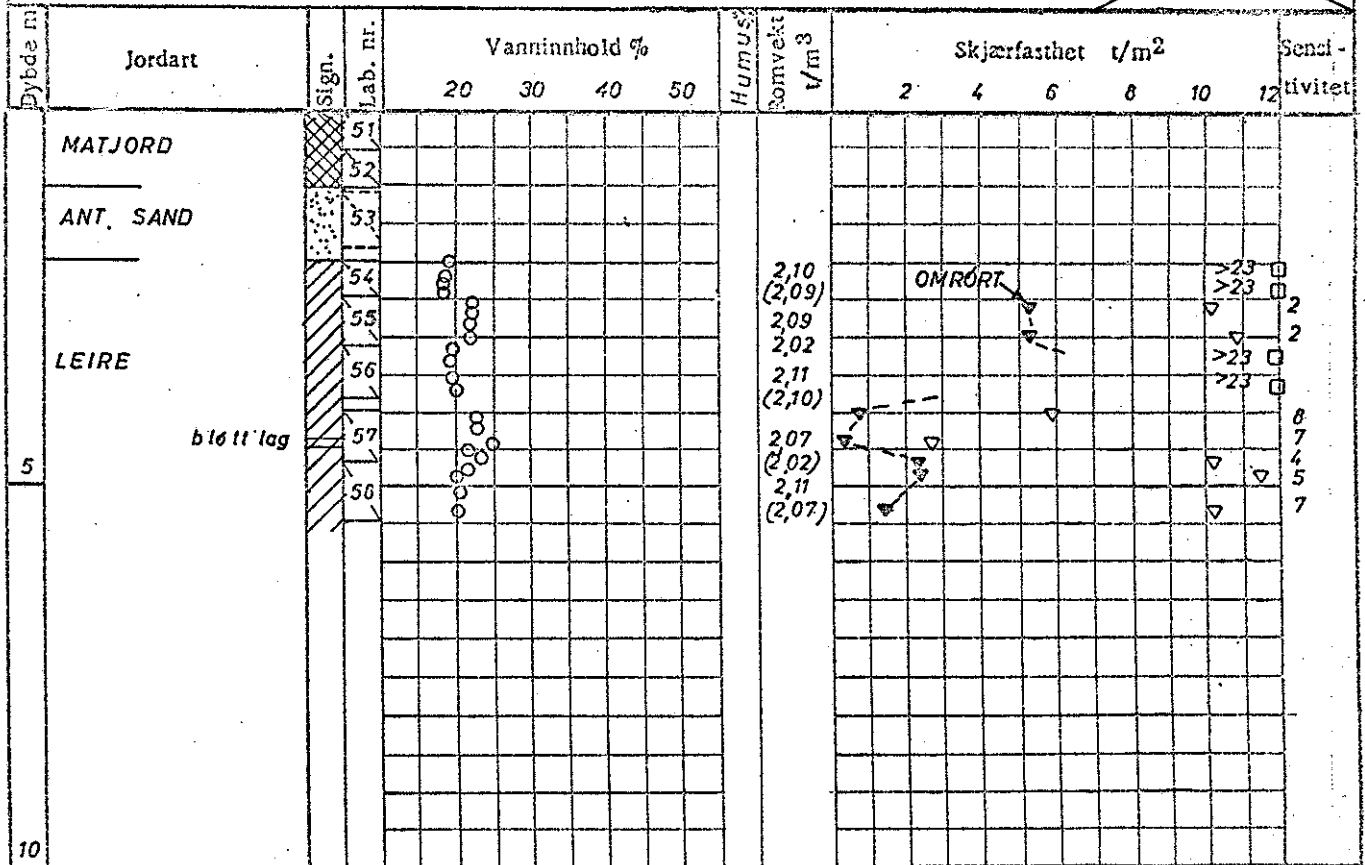 Dybde m
Jordart
Sign.
Lab. nr.
Vanninnhold %
20 30 40 50
Humus
Romvekt t/m3
Skjærfasthet t/m2
2 4 6 8 10 12
Sensi-
tivitet
MATJORD
51
52
ANT. SAND
53
54
2,10
>23
(2,09)
OMRØRT
>23
55
2
2,09
2
2,02
LEIRE
>23
56
2,11
>23
(2,10)
8
bløtt lag
57
2,07
7
5
(2,02)
4
5
58
2,11
(2,07)
7
10